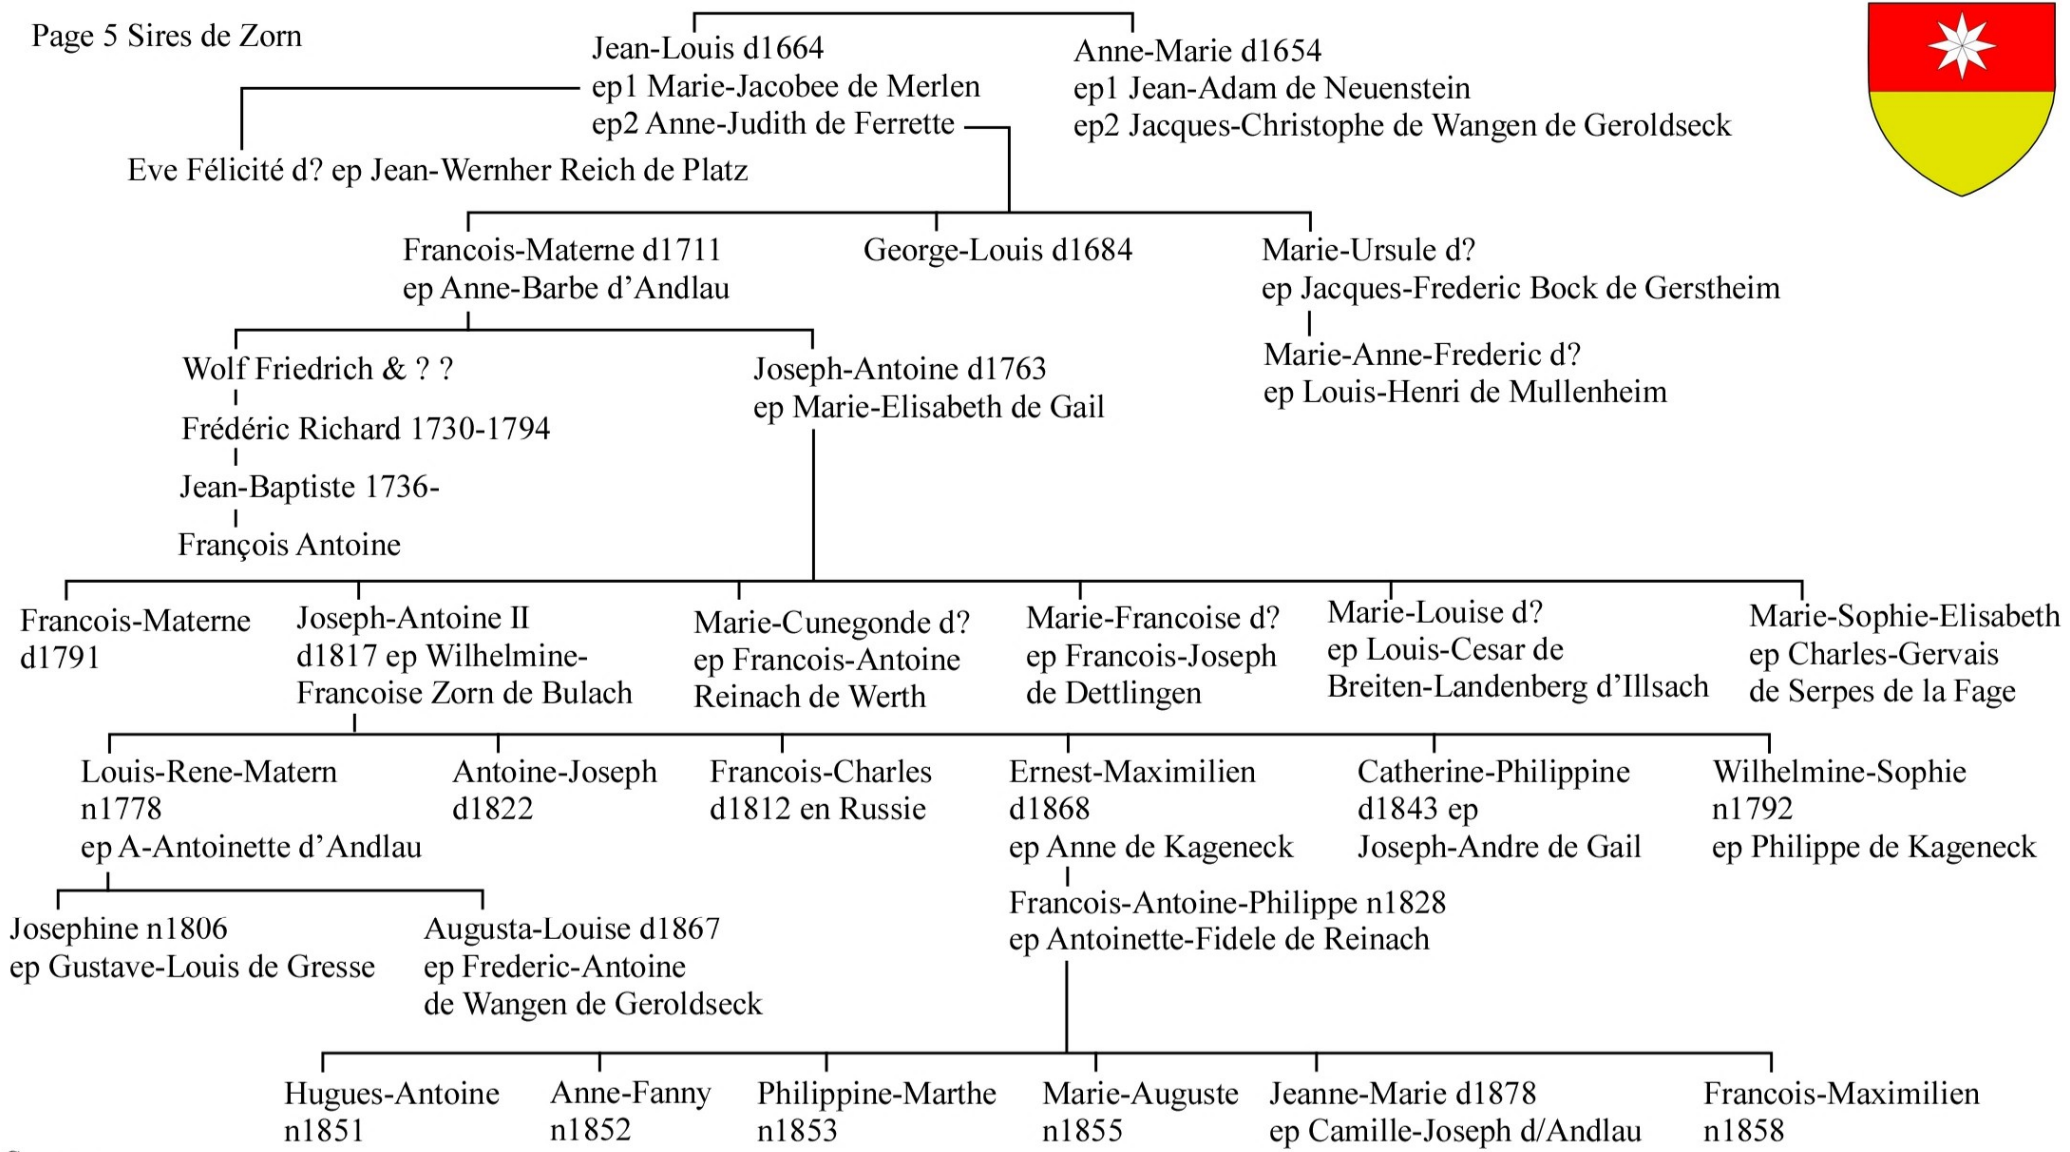 Page 5 Sires de Zorn
Jean-Louis d1664
ep1 Marie-Jacobee de Merlen
ep2 Anne-Judith de Ferrette
Anne-Marie d1654
ep1 Jean-Adam de Neuenstein
ep2 Jacques-Christophe de Wangen de Geroldseck
Eve Félicité d? ep Jean-Wernher Reich de Platz
Francois-Materne d1711
ep Anne-Barbe d’Andlau
George-Louis d1684
Marie-Ursule d?
ep Jacques-Frederic Bock de Gerstheim
Wolf Friedrich & ? ?
Frédéric Richard 1730-1794
Jean-Baptiste 1736-
François Antoine
Joseph-Antoine d1763
ep Marie-Elisabeth de Gail
Marie-Anne-Frederic d?
ep Louis-Henri de Mullenheim
Francois-Materne
d1791
Joseph-Antoine II
d1817 ep Wilhelmine-
Francoise Zorn de Bulach
Marie-Cunegonde d?
ep Francois-Antoine
Reinach de Werth
Marie-Francoise d?
ep Francois-Joseph
de Dettlingen
Marie-Louise d?
ep Louis-Cesar de
Breiten-Landenberg d’Illsach
Marie-Sophie-Elisabeth
ep Charles-Gervais
de Serpes de la Fage
Louis-Rene-Matern
n1778
ep A-Antoinette d’Andlau
Antoine-Joseph
d1822
Francois-Charles
d1812 en Russie
Ernest-Maximilien
d1868
ep Anne de Kageneck
Catherine-Philippine
d1843 ep
Joseph-Andre de Gail
Wilhelmine-Sophie
n1792
ep Philippe de Kageneck
Josephine n1806
ep Gustave-Louis de Gresse
Augusta-Louise d1867
ep Frederic-Antoine
de Wangen de Geroldseck
Francois-Antoine-Philippe n1828
ep Antoinette-Fidele de Reinach
Hugues-Antoine
n1851
Anne-Fanny
n1852
Philippine-Marthe
n1853
Marie-Auguste
n1855
Jeanne-Marie d1878
ep Camille-Joseph d/Andlau
Francois-Maximilien
n1858